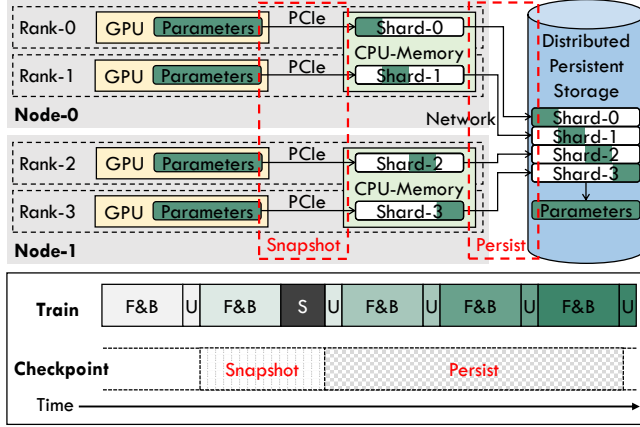 Rank-0 GPU Parameters PCIe Shard-0
CPU-Memory
Rank-1 GPU Parameters PCIe Shard-1
Node-0
Network
Distributed
Persistent
Storage
Shard-0
Shard-1
Shard-2
Shard-3
Parameters
Rank-2 GPU Parameters PCIe Shard-2
CPU-Memory
Rank-3 GPU Parameters PCIe Shard-3
Node-1
Snapshot
Persist
Train F&B U F&B S U F&B U F&B U F&B U
Checkpoint Snapshot Persist
Time